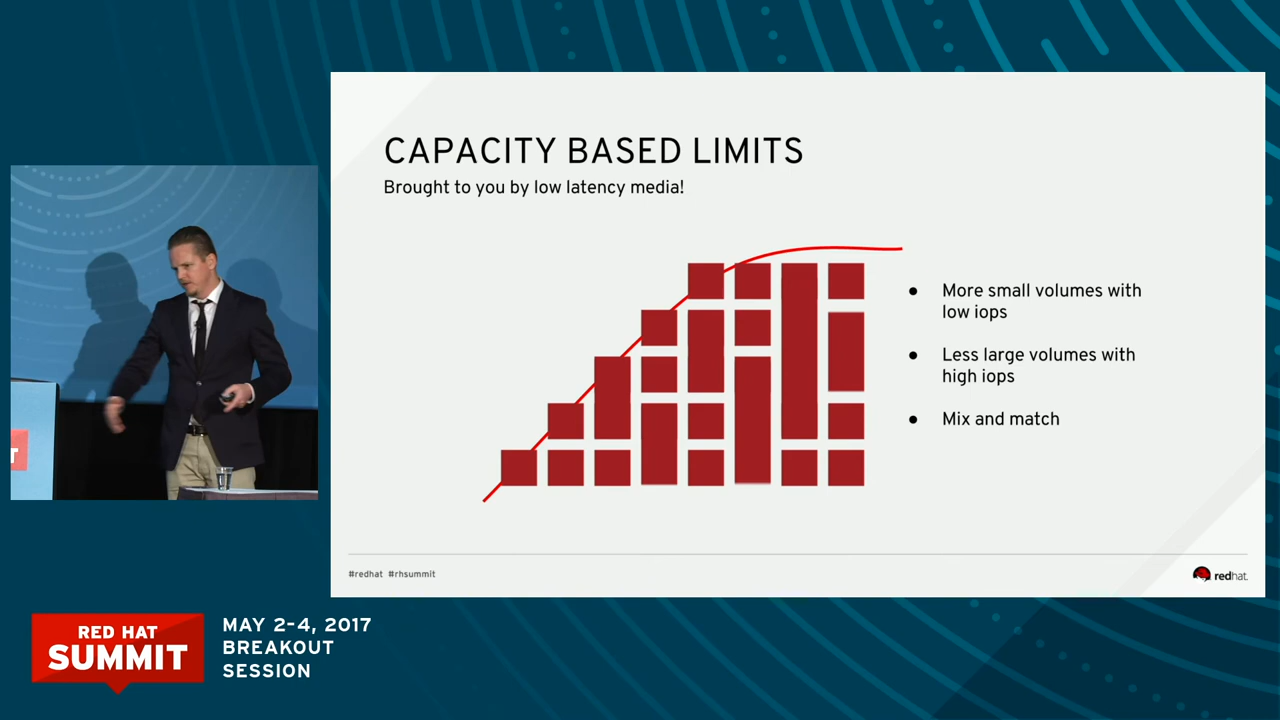 CAPACITY BASED LIMITS
Brought to you by low latency media!
● More small volumes with
low iops
● Less large volumes with
high iops
● Mix and match
#redhat #rhsummit
redhat.
T
RED HAT
SUMMIT
MAY 2-4, 2017
BREAKOUT
SESSION